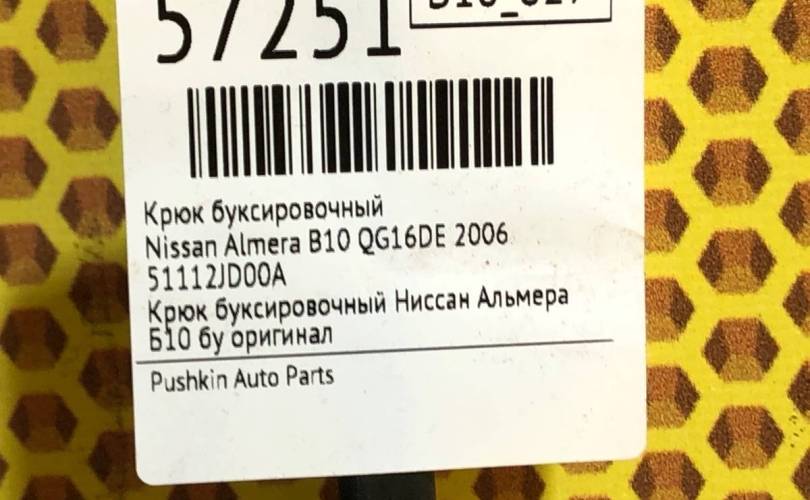 57251
Крюк буксировочный
Nissan Almera B10 QG16DE 2006
51112JD00A
Крюк буксировочный Ниссан Альмера
Б10 бу оригинал
Pushkin Auto Parts